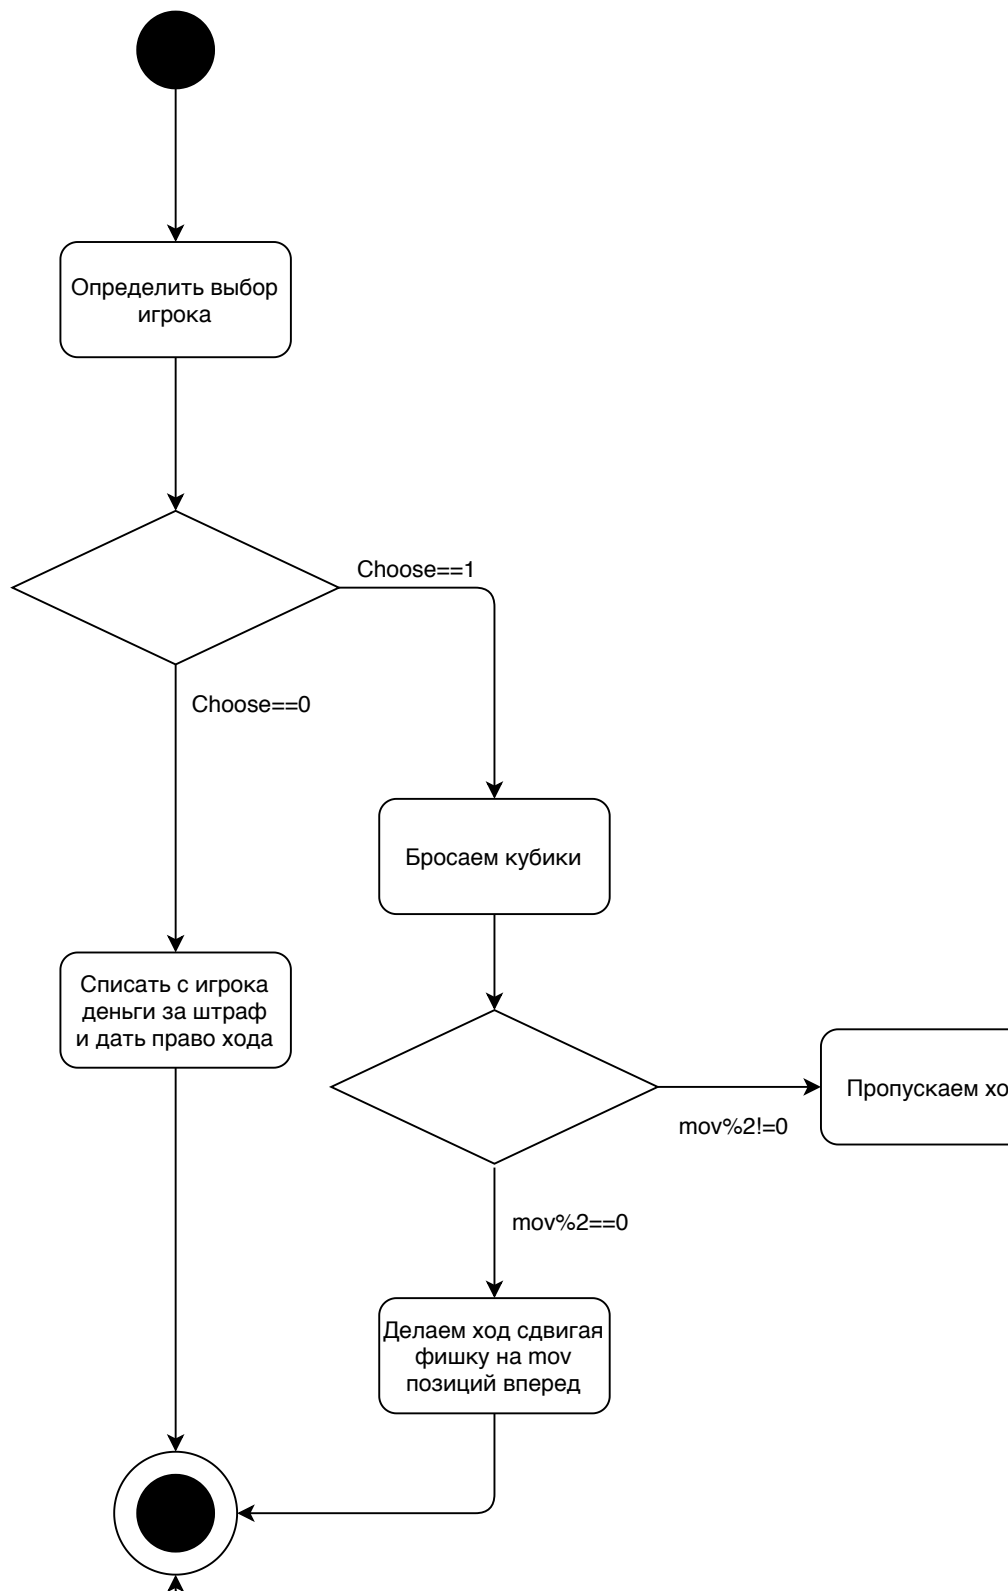 Определить выбор
игрока
Choose==1
Choose==0
Бросаем кубики
Списать с игрока
деньги за штраф
и дать право хода
Пропускаем
mov%2!=0
mov%2==0
Делаем ход сдвигая
фишку на mov
позиций вперед